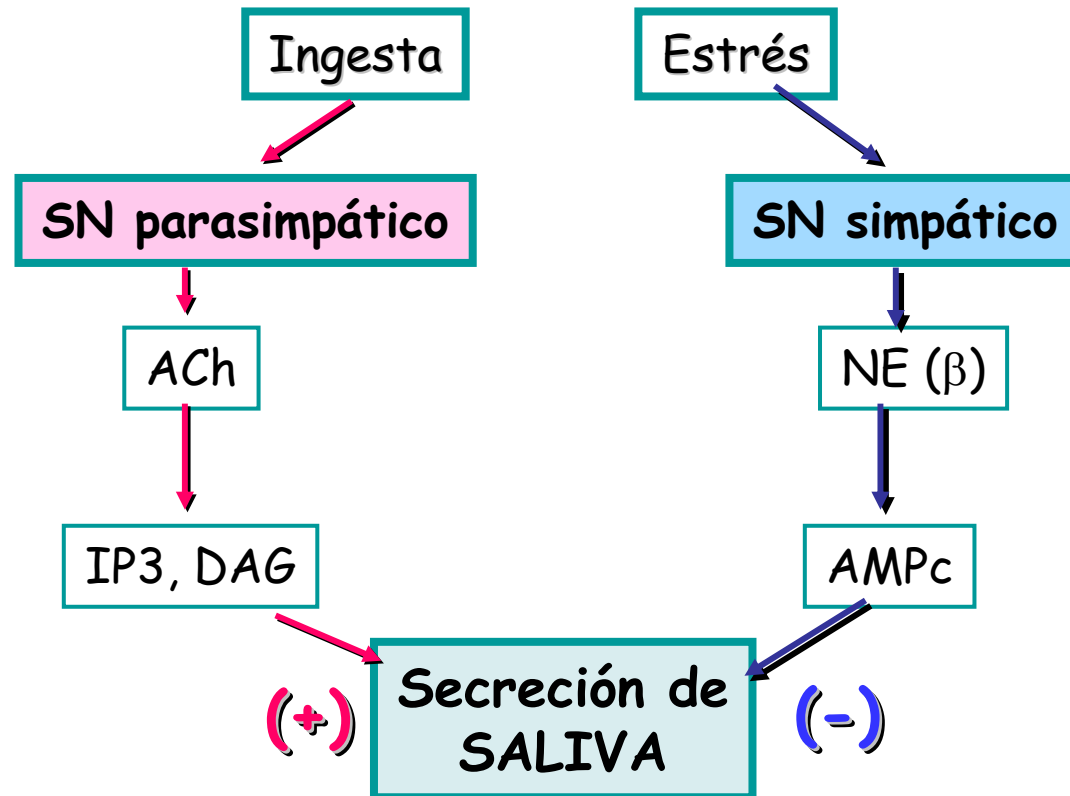 Ingesta
Estrés
SN parasimpático
SN simpático
ACh
NE (β)
IP3, DAG
AMPc
(+)
Secreción de
SALIVA
(-)